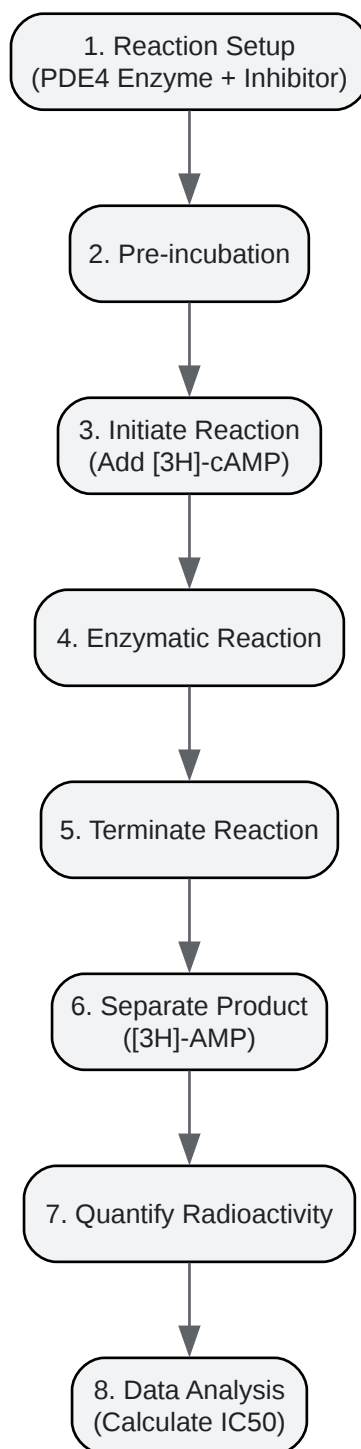 1. Reaction Setup
(PDE4 Enzyme + Inhibitor)
2. Pre-incubation
3. Initiate Reaction
(Add [3H]-cAMP)
4. Enzymatic Reaction
5. Terminate Reaction
6. Separate Product
([3H]-AMP)
7. Quantify Radioactivity
8. Data Analysis
(Calculate IC50)